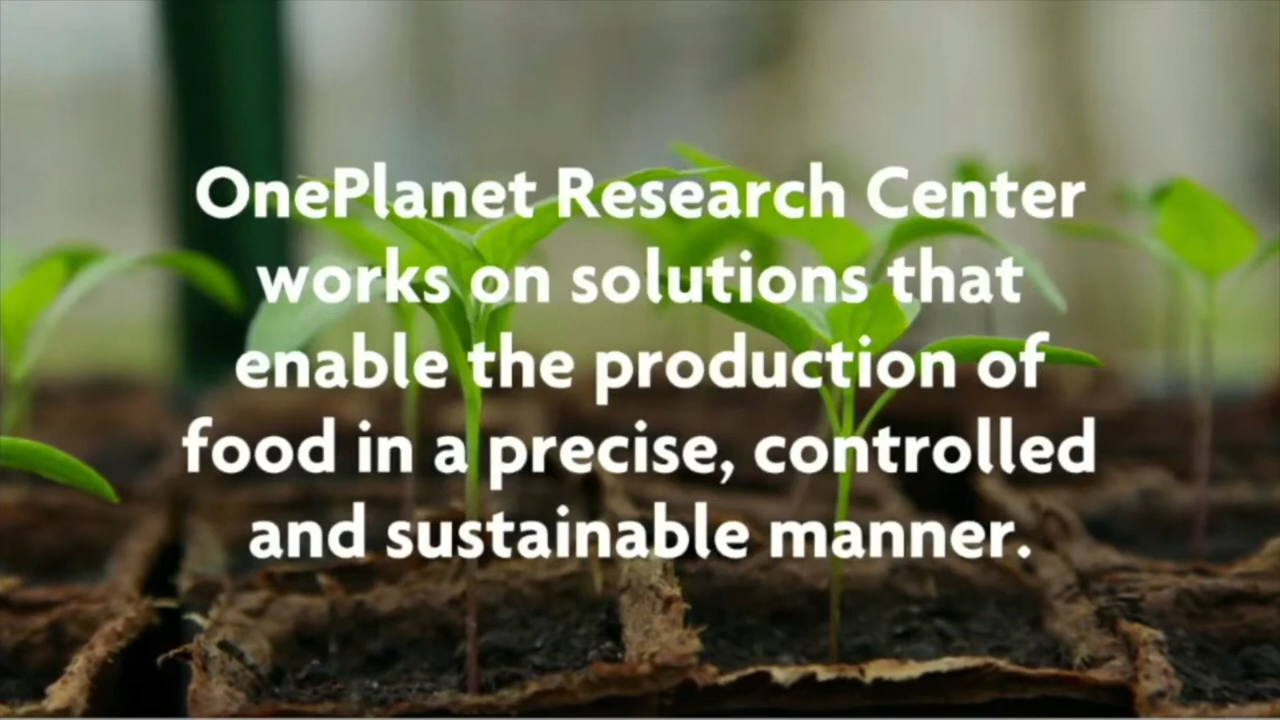 OnePlanet Research Center
works on solutions that
enable the production of
food in a precise, controlled
and sustainable manner.